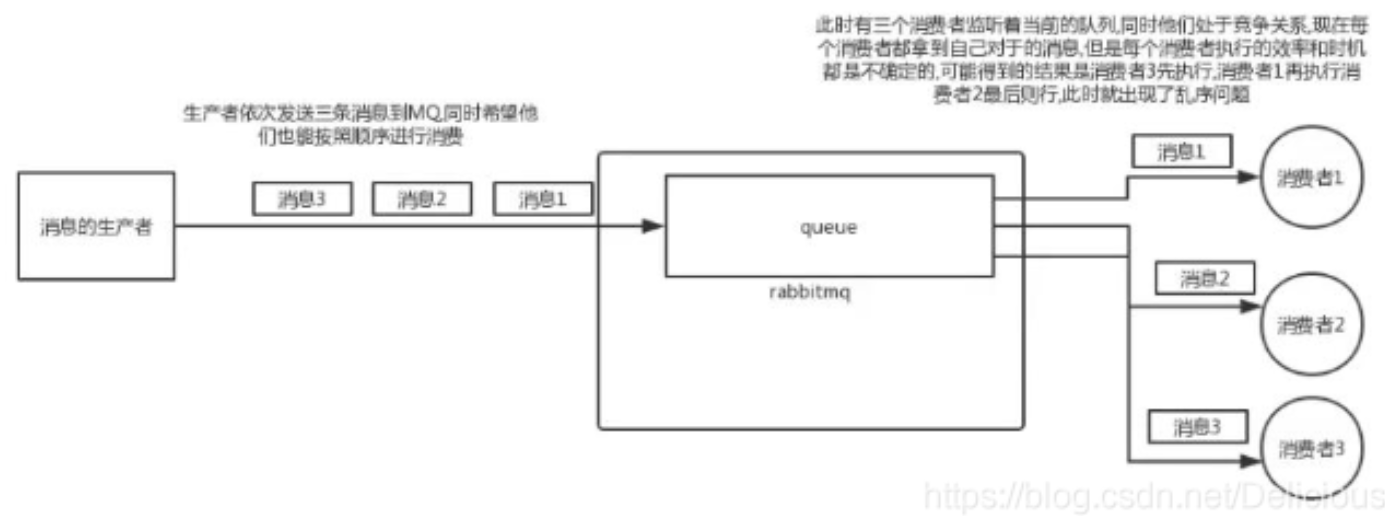 此时有三个消费者监听着当前的队列,同时他们处于竞争关系,现在每
个消费者都拿到自己对于的消息,但是每个消费者执行的效率和时机
都是不确定的,可能得到的结果是消费者3先执行,消费者1再执行消
费者2最后则行,此时就出现了乱序问题
生产者依次发送三条消息到MQ,同时希望他
们也能按照顺序进行消费
消息的生产者
消息3
消息2
消息1
queue
rabbitmq
消息1
消费者1
消息2
消费者2
消息3
消费者3
https://blog.csdn.net/Delicious